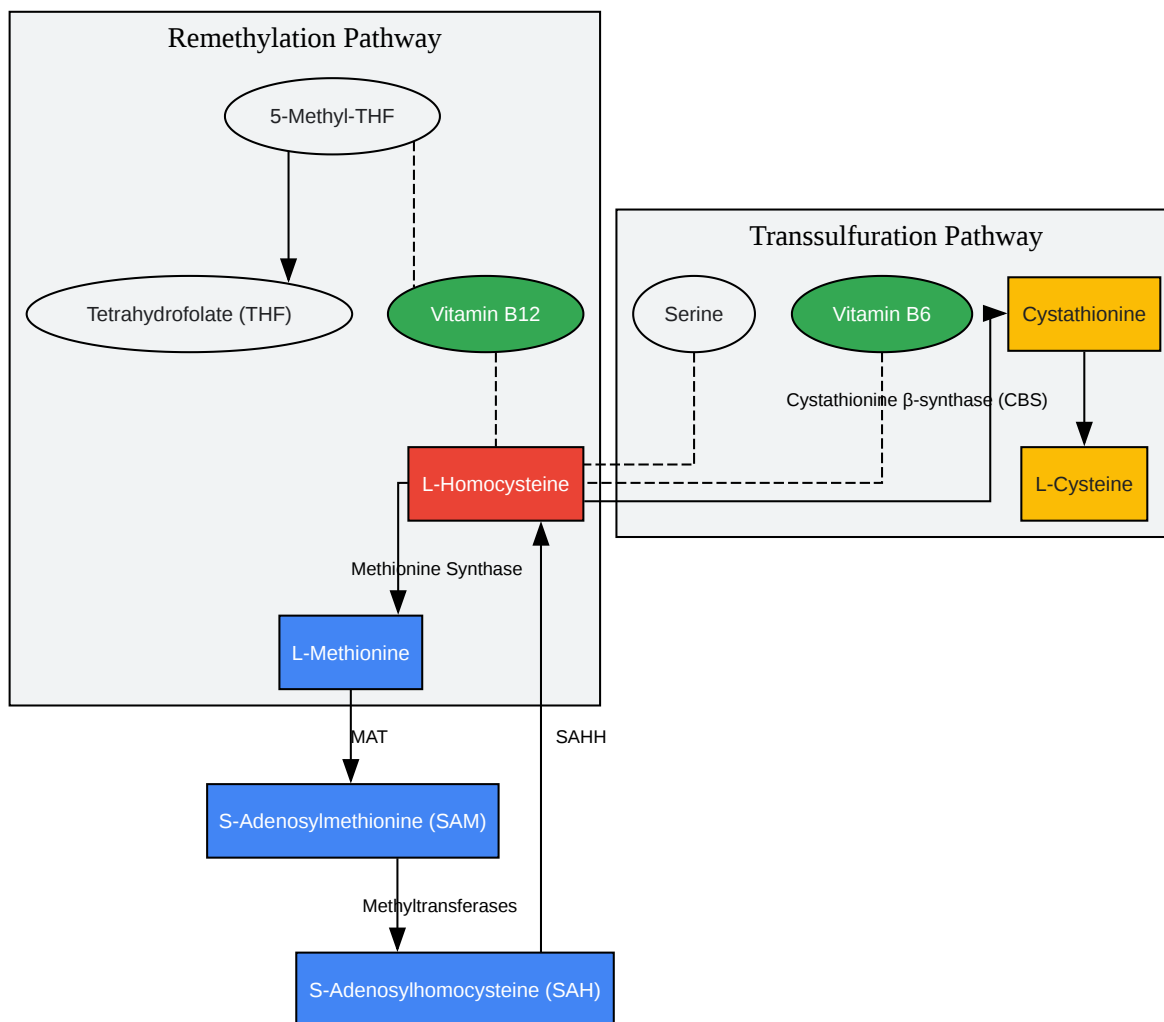 Remethylation Pathway
5-Methyl-THF
Transsulfuration Pathway
Tetrahydrofolate (THF)
Vitamin B12
Serine
Vitamin B6
Cystathionine
Cystathionine β-synthase (CBS)
L-Homocysteine
L-Cysteine
Methionine Synthase
L-Methionine
MAT
SAHH
S-Adenosylmethionine (SAM)
Methyltransferases
S-Adenosylhomocysteine (SAH)